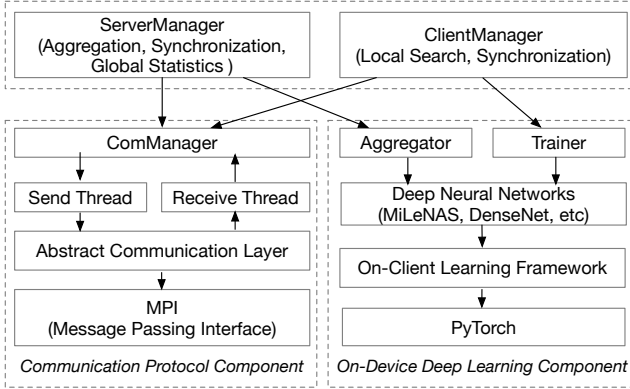 ServerManager
(Aggregation, Synchronization,
Global Statistics )
ClientManager
(Local Search, Synchronization)
ComManager
Send Thread
Receive Thread
Abstract Communication Layer
MPI
(Message Passing Interface)
Communication Protocol Component
Aggregator
Trainer
Deep Neural Networks
(MiLeNAS, DenseNet, etc)
On-Client Learning Framework
PyTorch
On-Device Deep Learning Component